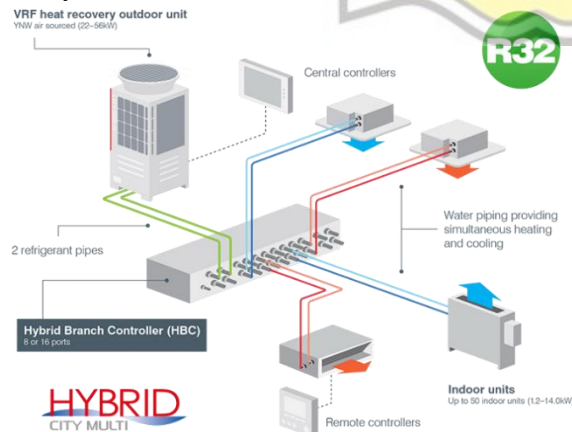 VRF heat recovery outdoor unit
YNW air sourced (22–56kW)
R32
Central controllers
Water piping providing
simultaneous heating
and cooling
2 refrigerant pipes
Hybrid Branch Controller (HBC)
8 or 16 ports
Indoor units
Up to 50 indoor units (1.2–14.0kW)
HYBRID
CITY MULTI
Remote controllers